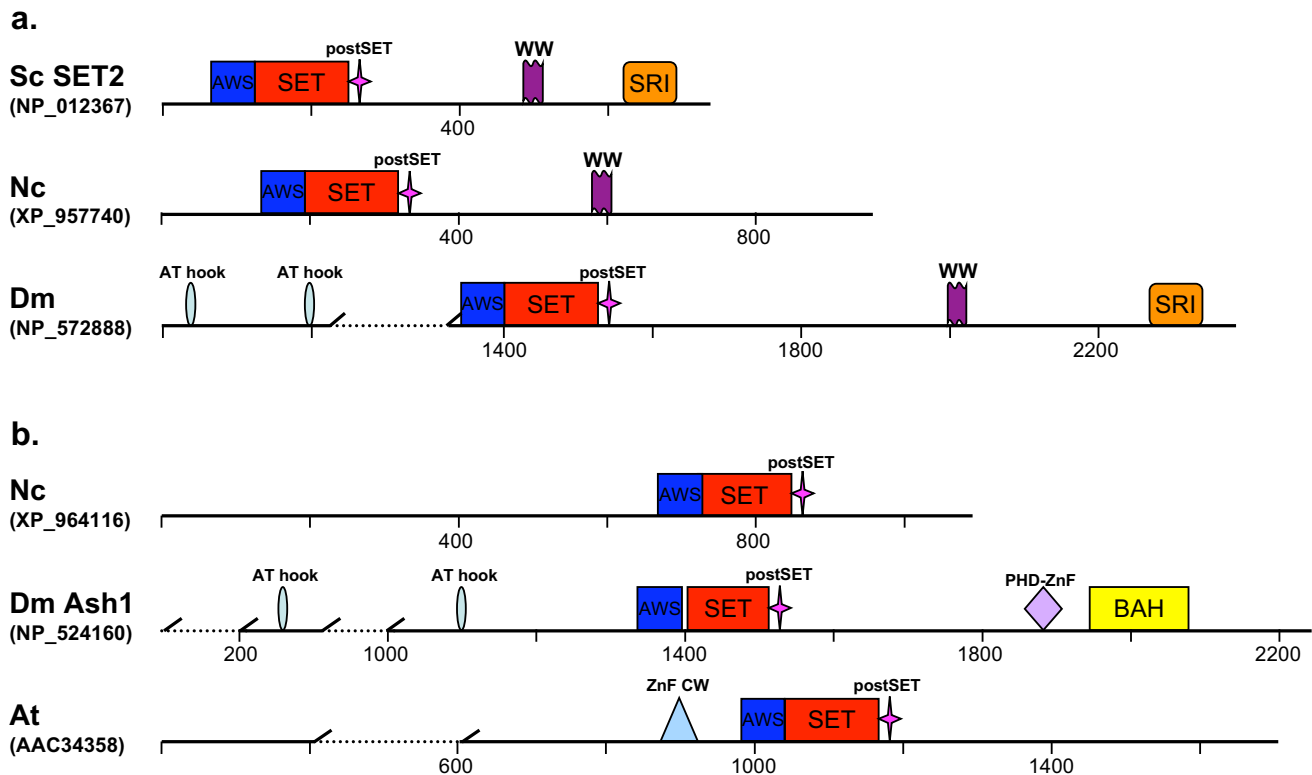 a.
postSET WW
Sc SET2 AWS SET SRI
(NP_012367)
400
postSET WW
Nc AWS SET
(XP_957740)
400 800
AT hook AT hook postSET WW
Dm AWS SET SRI
(NP_572888)
1400 1800 2200
b.
postSET
Nc AWS SET
(XP_964116)
400 800
AT hook AT hook postSET PHD-ZnF
Dm Ash1 AWS SET BAH
(NP_524160)
200 1000 1400 1800 2200
ZnF CW postSET
At AWS SET
(AAC34358)
600 1000 1400